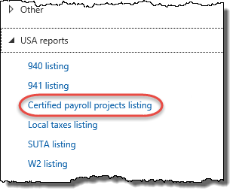 Other
USA reports
940 listing
941 listing
Certified payroll projects listing
Local taxes listing
SUTA listing
W2 listing